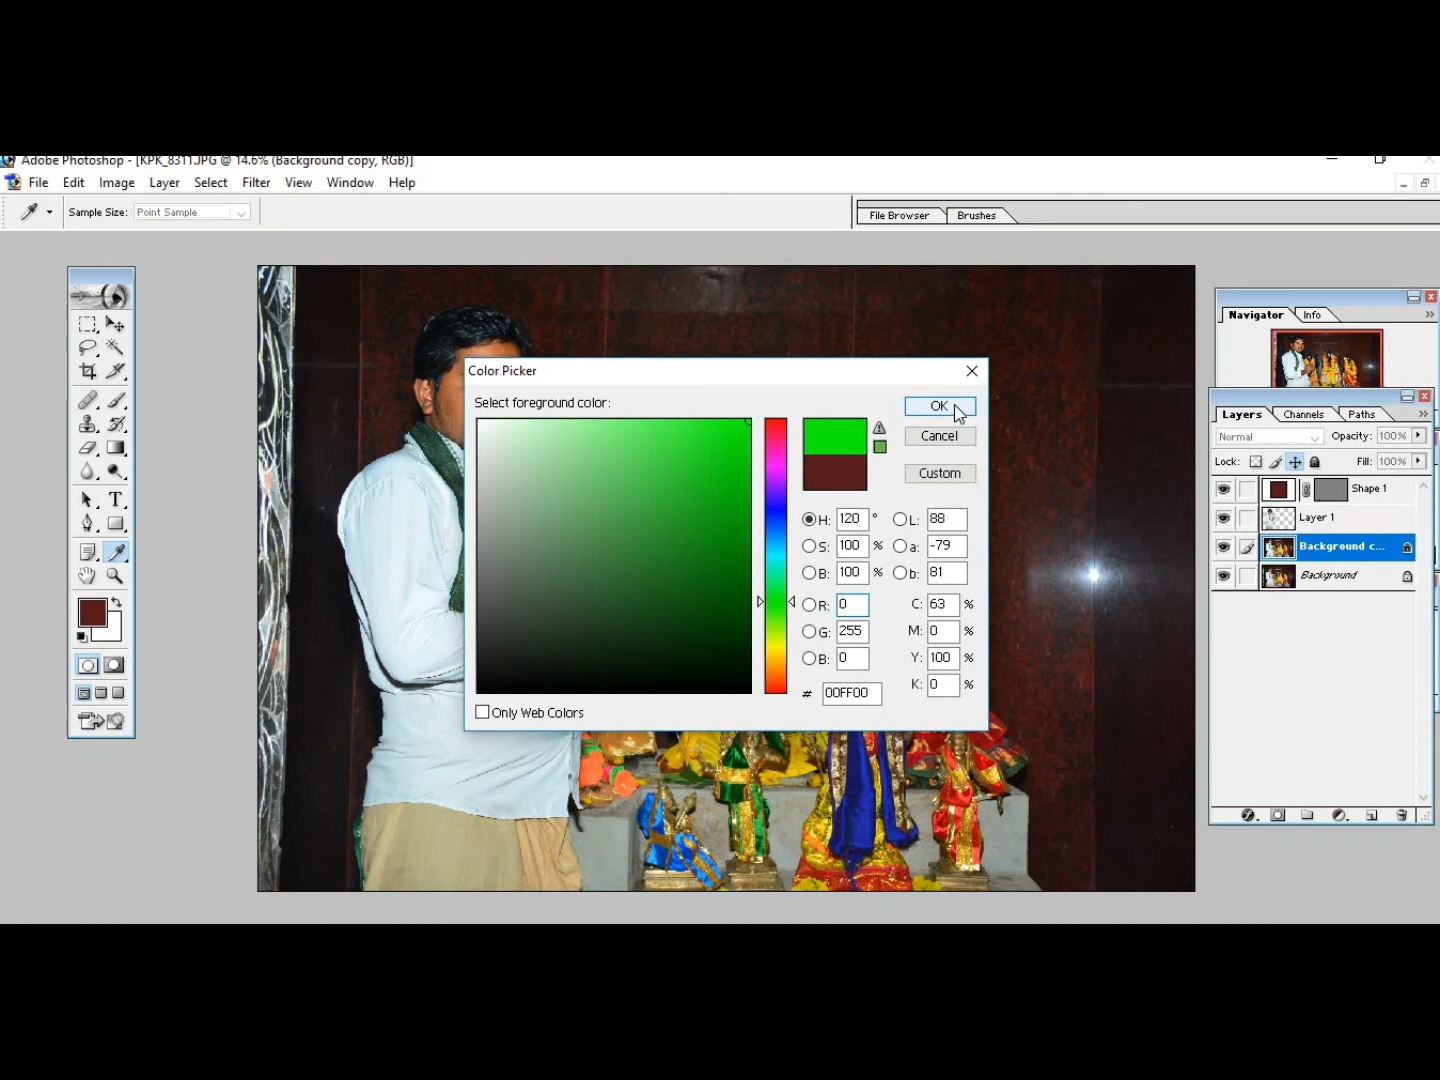 Adobe Photoshop - [KPK_8311.JPG @ 14.6% (Background copy, RGB)]
File Edit Image Layer Select Filter View Window Help
Sample Size: Point Sample
File Browser Brushes
Navigator Info
Color Picker
Select foreground color:
OK
Cancel
Custom
H: 120 ° L: 88
S: 100 % a: -79
B: 100 % b: 81
R: 0 C: 63 %
G: 255 M: 0 %
B: 0 Y: 100 %
K: 0 %
# 00FF00
Only Web Colors
Layers Channels Paths
Normal Opacity: 100%
Lock: Fill: 100%
Shape 1
Layer 1
Background c...
Background